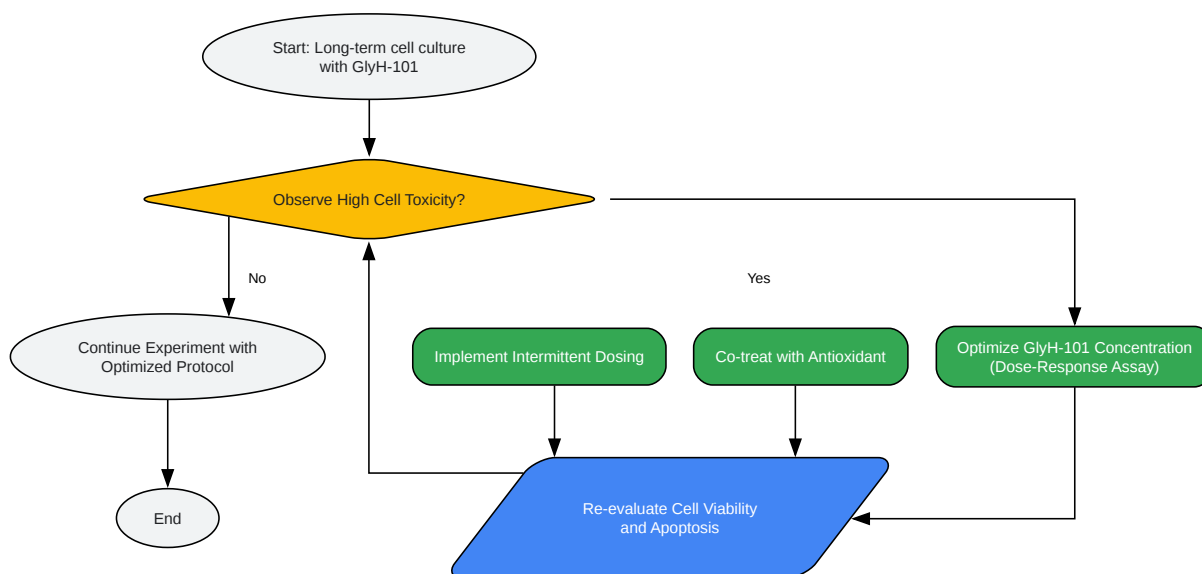 Start: Long-term cell culture
with GlyH-101
Observe High Cell Toxicity?
No
Yes
Continue Experiment with
Optimized Protocol
Implement Intermittent Dosing
Co-treat with Antioxidant
Optimize GlyH-101 Concentration
(Dose-Response Assay)
End
Re-evaluate Cell Viability
and Apoptosis